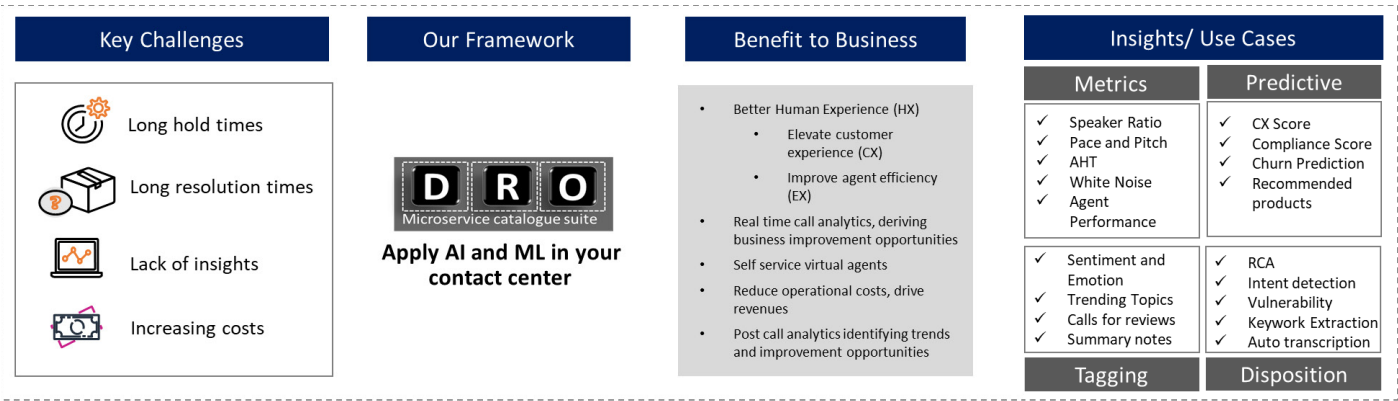 Key Challenges
Long hold times
Long resolution times
?
Lack of insights
Increasing costs
Our Framework
D R O
Microservice catalogue suite
Apply AI and ML in your
contact center
Benefit to Business
• Better Human Experience (HX)
• Elevate customer
experience (CX)
• Improve agent efficiency
(EX)
• Real time call analytics, deriving
business improvement opportunities
• Self service virtual agents
• Reduce operational costs, drive
revenues
• Post call analytics identifying trends
and improvement opportunities
Insights/ Use Cases
Metrics
✓ Speaker Ratio
✓ Pace and Pitch
✓ AHT
✓ White Noise
✓ Agent
Performance
Predictive
✓ CX Score
✓ Compliance Score
✓ Churn Prediction
✓ Recommended
products
✓ Sentiment and
Emotion
✓ Trending Topics
✓ Calls for reviews
✓ Summary notes
Tagging
✓ RCA
✓ Intent detection
✓ Vulnerability
✓ Keywork Extraction
✓ Auto transcription
Disposition